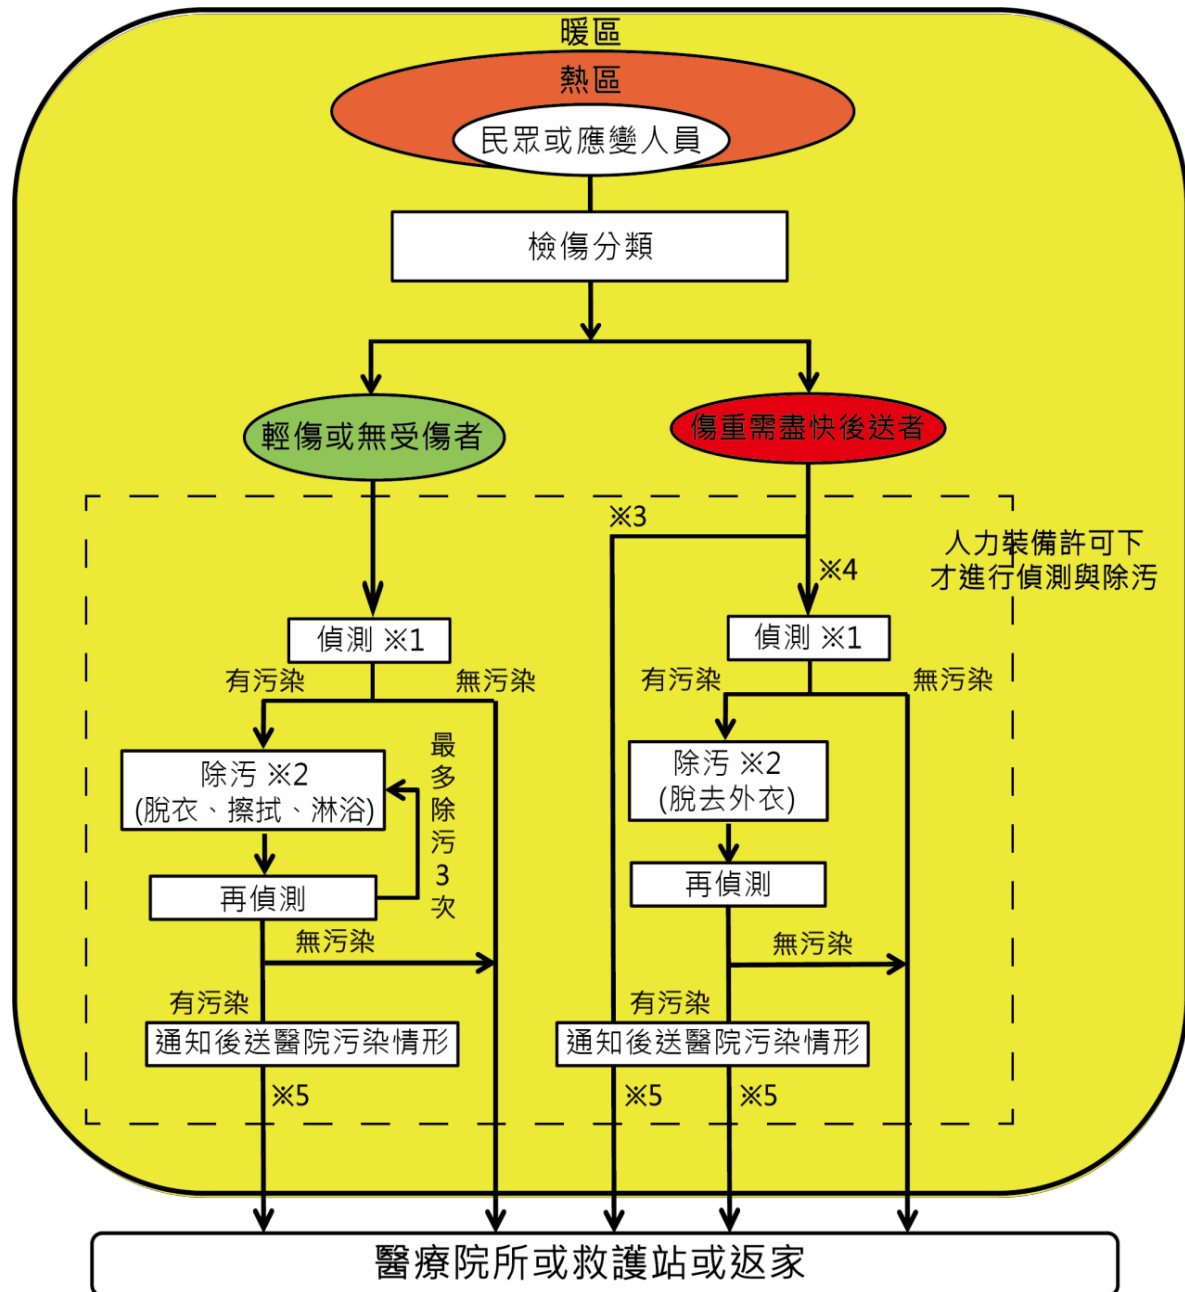 暖區
熱區
民眾或應變人員
檢傷分類
輕傷或無受傷者
傷重需盡快後送者
※3
人力裝備許可下
才進行偵測與除污
※4
偵測 ※1
偵測 ※1
有污染
無污染
有污染
無污染
除污 ※2
(脫衣、擦拭、淋浴)
最多除污3次
除污 ※2
(脫去外衣)
再偵測
再偵測
無污染
無污染
有污染
有污染
通知後送醫院污染情形
通知後送醫院污染情形
※5
※5
※5
醫療院所或救護站或返家